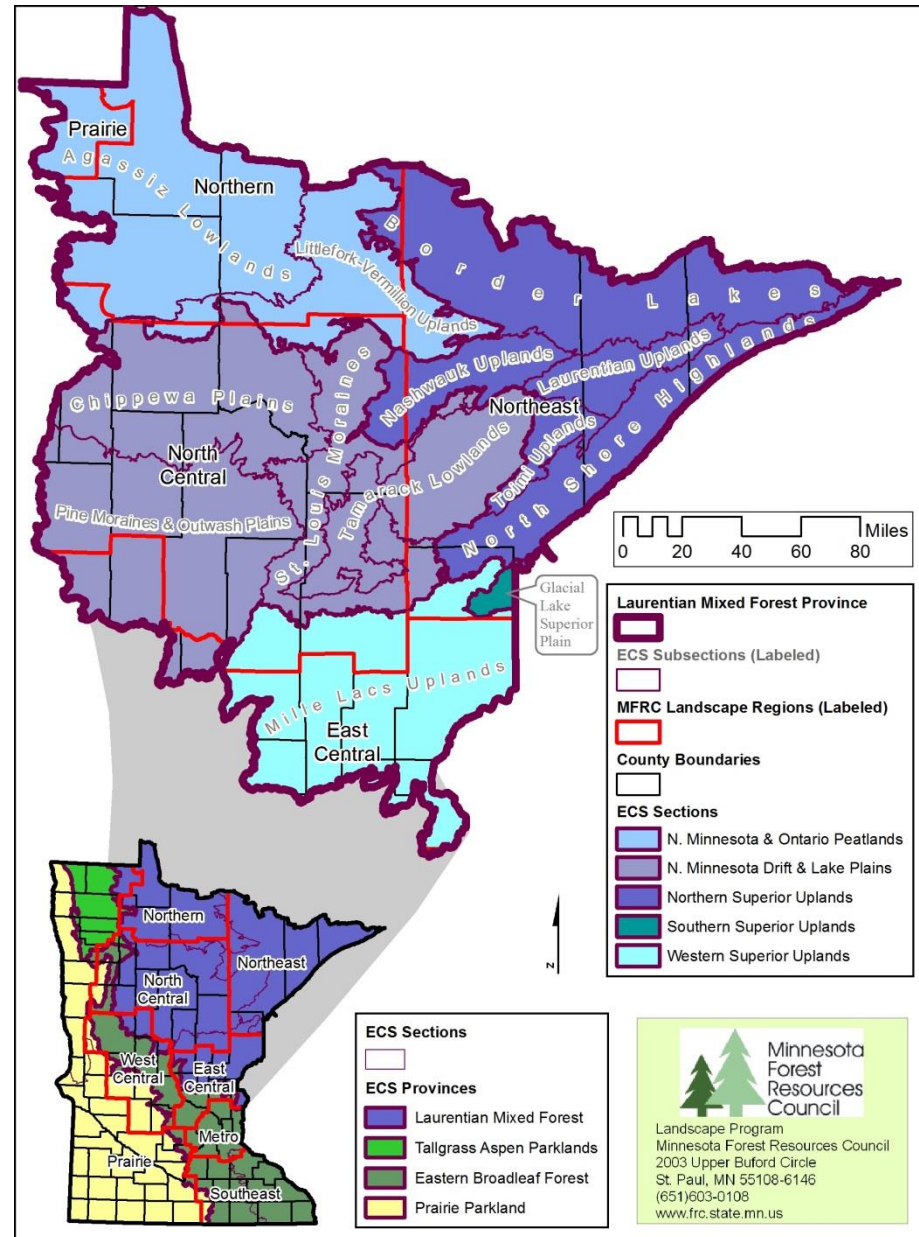 Prairie
Agassiz Lowlands
Northern
Littlefork-Vermillion Uplands
Border Lakes
Chippewa Plains
St. Louis Moraines
Nashwauk Uplands
Laurentian Uplands
Northeast
North
Central
Tamarack Lowlands
Toimi Uplands
North Shore Highlands
Pine Moraines & Outwash Plains
Glacial
Lake
Superior
Plain
Mille Lacs Uplands
East
Central
Miles
0 5 10 20 40 60 80
Laurentian Mixed Forest Province
ECS Subsections (Labeled)
MFRC Landscape Regions (Labeled)
County Boundaries
ECS Sections
N. Minnesota & Ontario Peatlands
N. Minnesota Drift & Lake Plains
Northern Superior Uplands
Southern Superior Uplands
Western Superior Uplands
Z
Northern
Northeast
North
Central
West
Central
East
Central
Metro
Prairie
Southeast
ECS Sections
ECS Provinces
Laurentian Mixed Forest
Tallgrass Aspen Parklands
Eastern Broadleaf Forest
Prairie Parkland
Minnesota
Forest
Resources
Council
Landscape Program
Minnesota Forest Resources Council
2003 Upper Buford Circle
St. Paul, MN 55108-6146
(651)603-0108
www.frc.state.mn.us